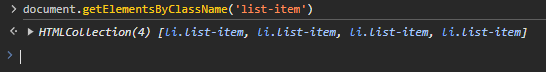 > document.getElementsByClassName('list-item')
<· ▶ HTMLCollection(4) [li.list-item, li.list-item, li.list-item, li.list-item]
>